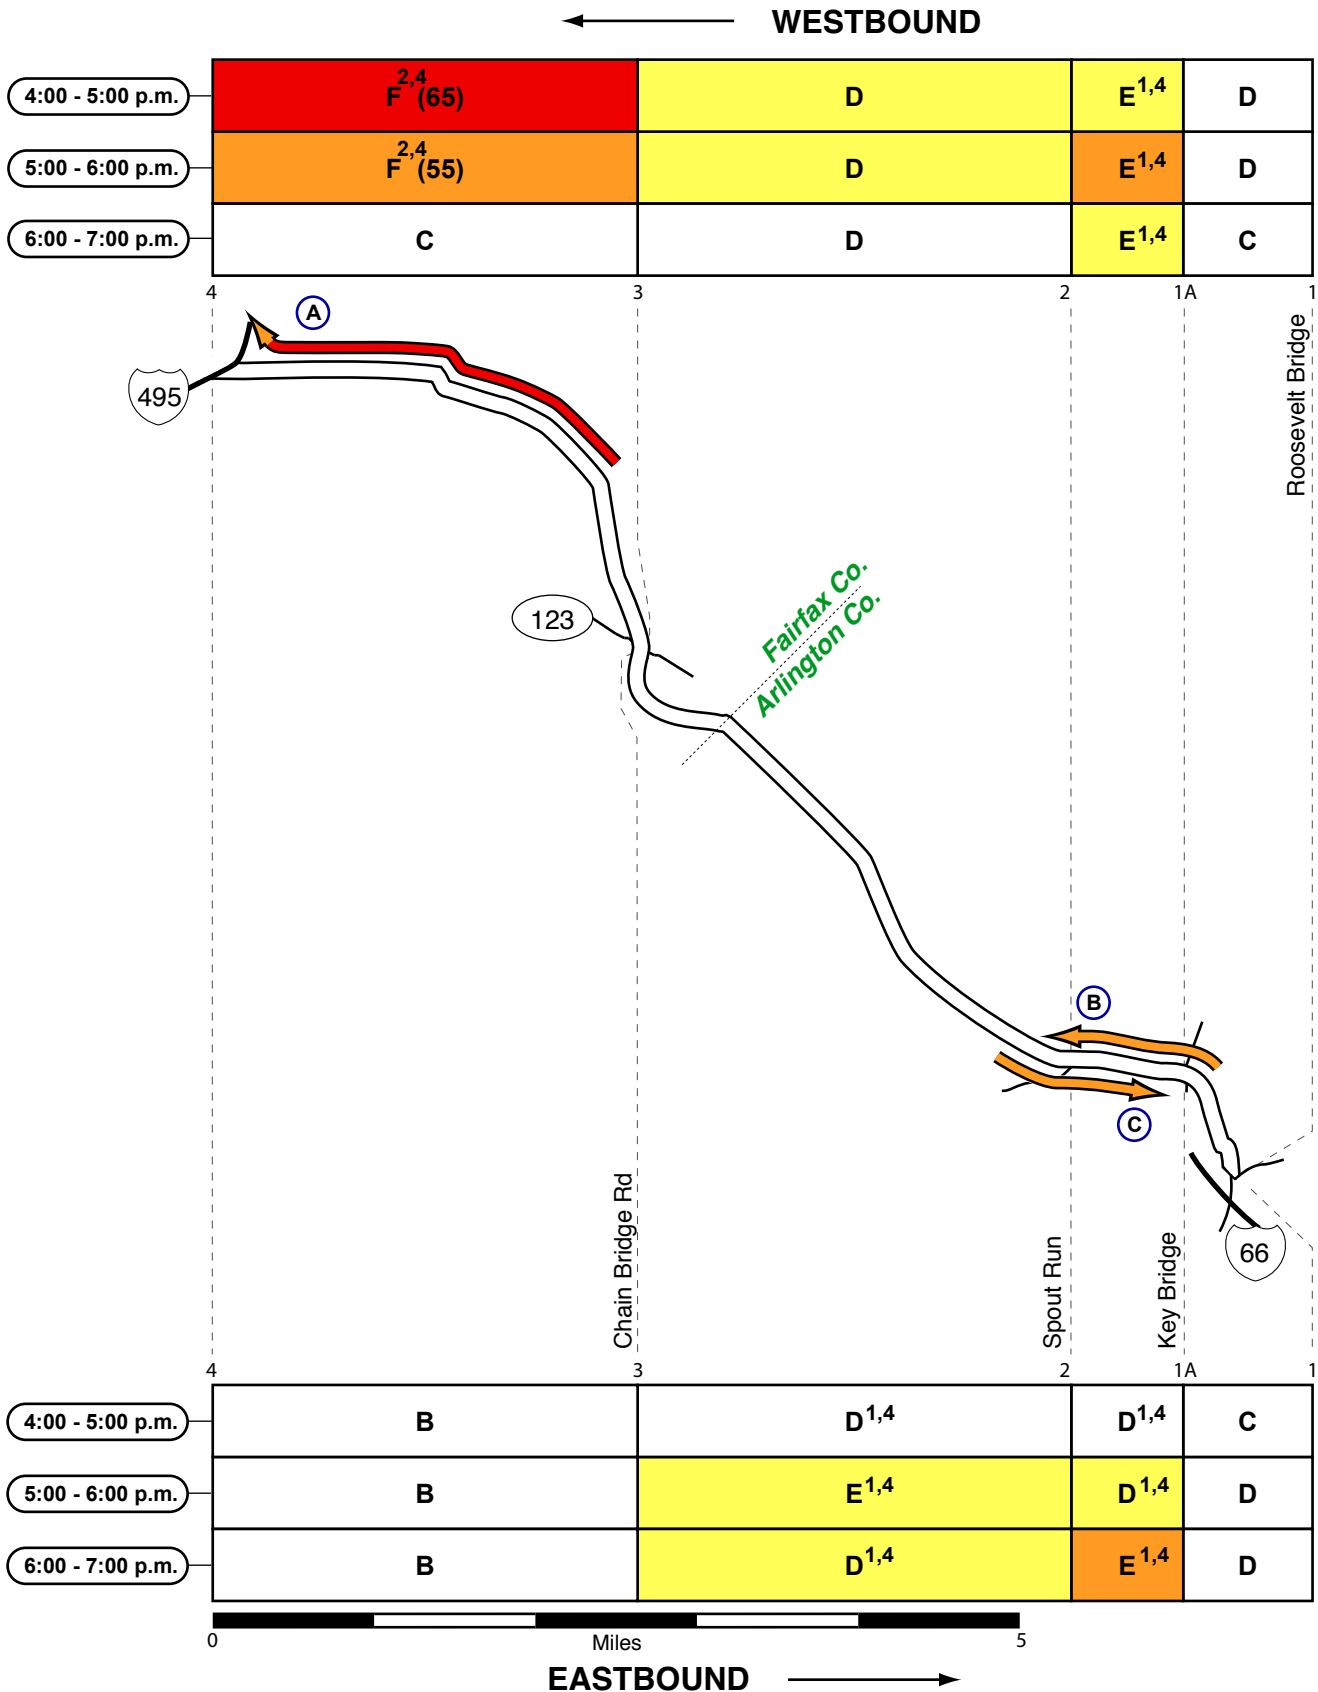 WESTBOUND
4:00 - 5:00 p.m. F2,4 (65) D E1,4 D
5:00 - 6:00 p.m. F2,4 (55) D E1,4 D
6:00 - 7:00 p.m. C D E1,4 C
4 3 2 1A 1
A
495
Roosevelt Bridge
123
Fairfax Co.
Arlington Co.
B
C
66
Chain Bridge Rd
Spout Run
Key Bridge
4 3 2 1A 1
4:00 - 5:00 p.m. B D1,4 D1,4 C
5:00 - 6:00 p.m. B E1,4 D1,4 D
6:00 - 7:00 p.m. B D1,4 E1,4 D
0 Miles 5
EASTBOUND